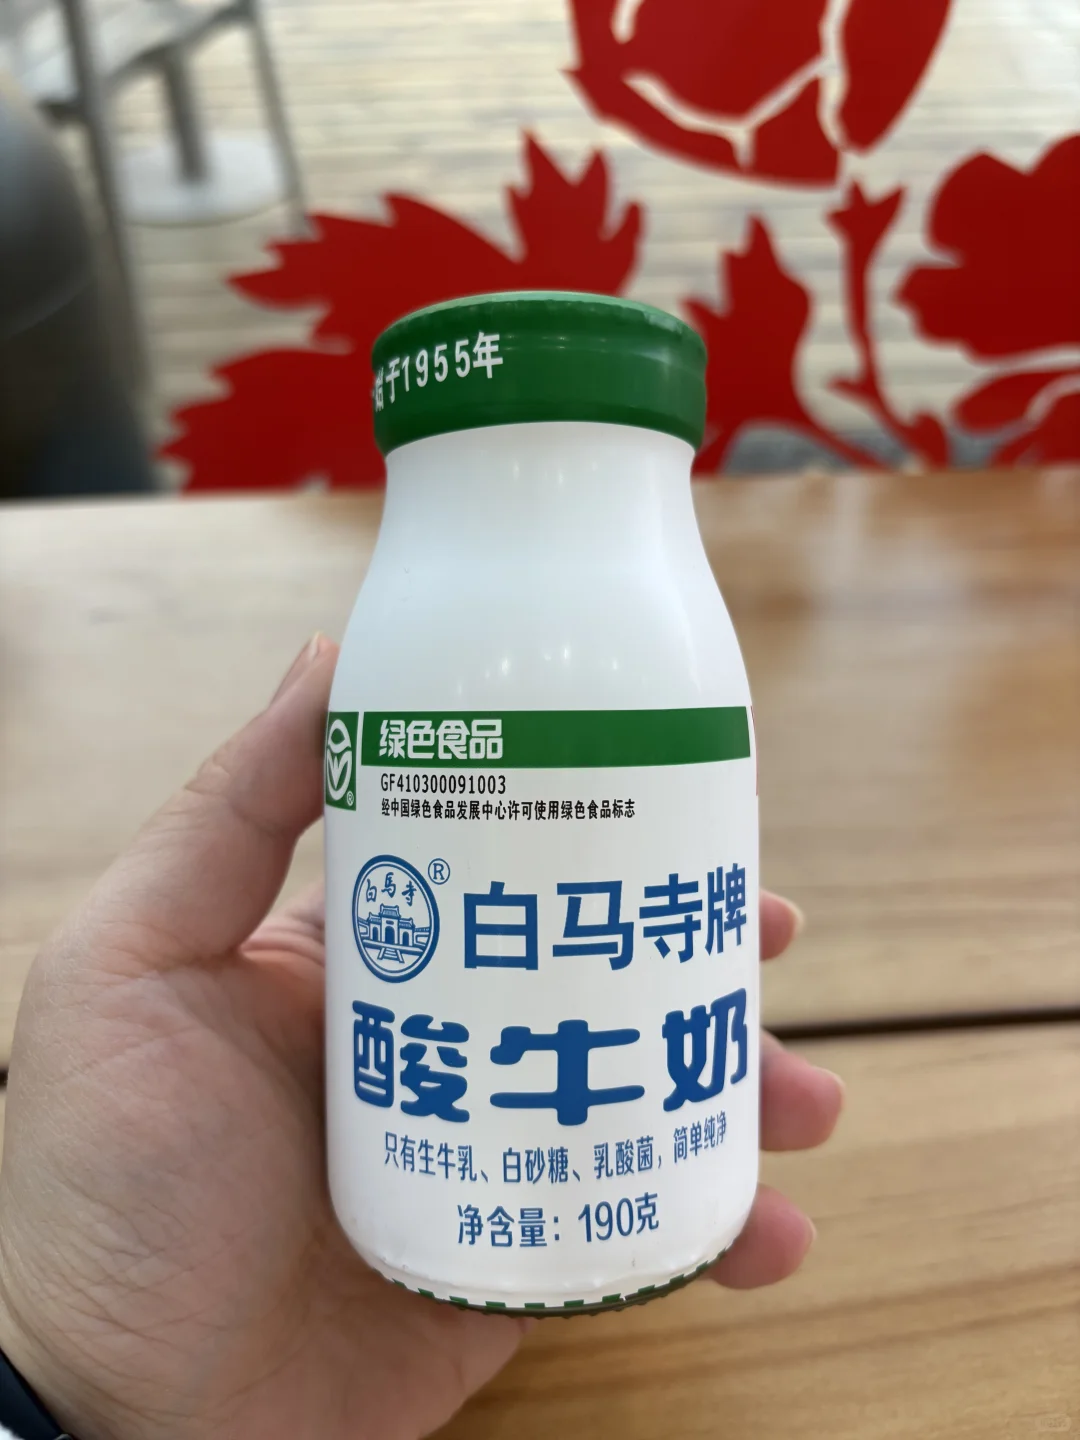 始于1955年
绿色食品
GF410300091003
经中国绿色食品发展中心许可使用绿色食品标志
®
白马寺 ®
白马寺牌
酸牛奶
只有生牛乳、白砂糖、乳酸菌，简单纯净
净含量：190克